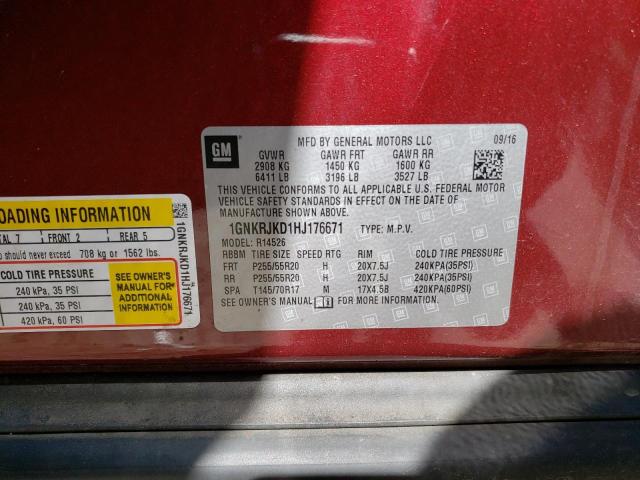 GM
MFD BY GENERAL MOTORS LLC 09/16
GVWR GAWR FRT GAWR RR
2908 KG 1450 KG 1600 KG
6411 LB 3196 LB 3527 LB
THIS VEHICLE CONFORMS TO ALL APPLICABLE U.S. FEDERAL MOTOR
VEHICLE SAFETY STANDARDS IN EFFECT ON THE DATE OF
MANUFACTURE SHOWN ABOVE.
1GNKRJKD1HJ176671 TYPE: M.P.V.
MODEL: R14526
RBBM TIRE SIZE SPEED RTG RIM COLD TIRE PRESSURE
FRT P255/55R20 H 20X7.5J 240KPA(35PSI)
RR P255/55R20 H 20X7.5J 240KPA(35PSI)
SPA T145/70R17 M 17X4.5B 420KPA(60PSI)
SEE OWNER'S MANUAL FOR MORE INFORMATION.
OADING INFORMATION
AL 7 FRONT 2 REAR 5
o should never exceed 708 kg or 1562 lbs.
COLD TIRE PRESSURE
240 kPa, 35 PSI
240 kPa, 35 PSI
420 kPa, 60 PSI
SEE OWNER'S
MANUAL FOR
ADDITIONAL
INFORMATION
1GNKRJKD1HJ176671